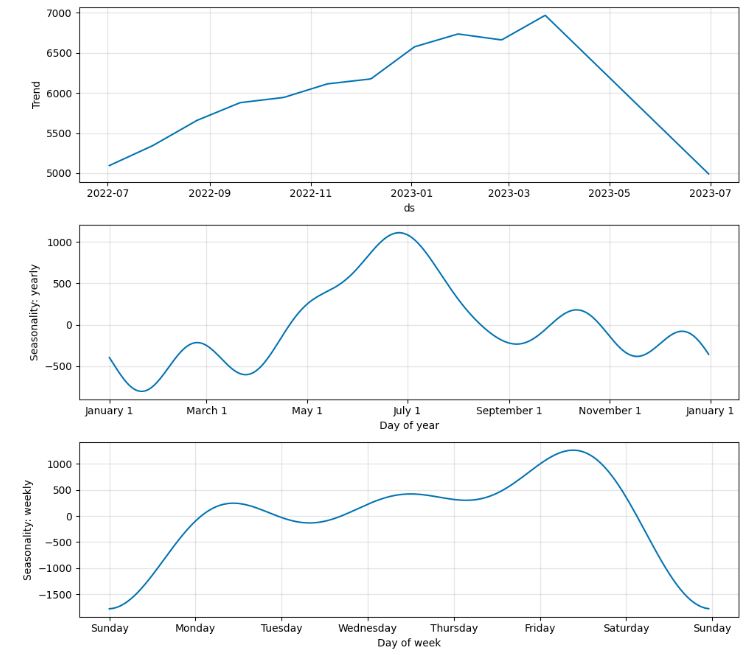 7000
6500
6000
5500
5000
Trend
2022-07 2022-09 2022-11 2023-01 2023-03 2023-05 2023-07
ds
1000
500
0
−500
Seasonality: yearly
January 1 March 1 May 1 July 1 September 1 November 1 January 1
Day of year
1000
500
0
−500
−1000
−1500
Seasonality: weekly
Sunday Monday Tuesday Wednesday Thursday Friday Saturday Sunday
Day of week